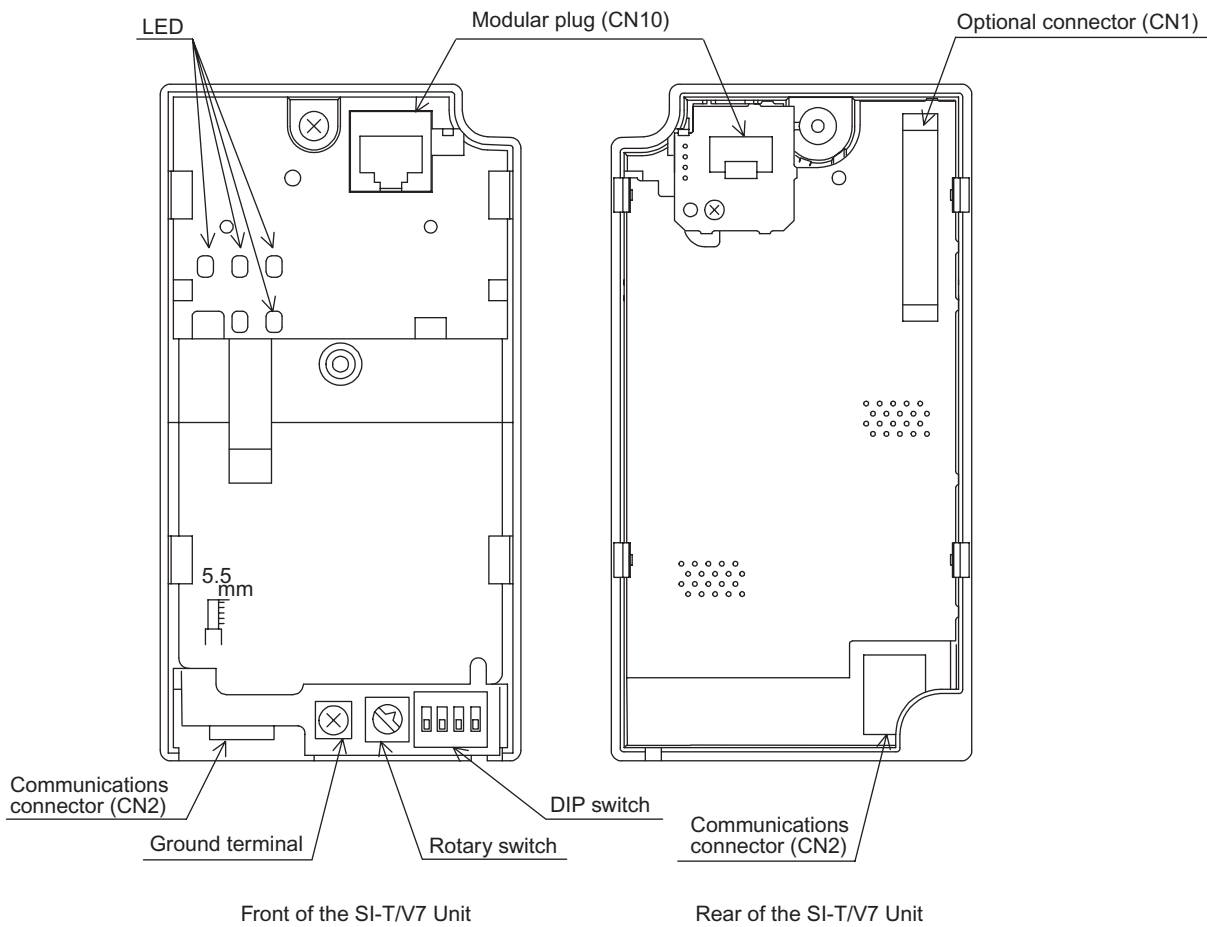 LED
Modular plug (CN10)
Optional connector (CN1)
5.5
mm
Communications
connector (CN2)
Ground terminal
Rotary switch
DIP switch
Communications
connector (CN2)
Front of the SI-T/V7 Unit
Rear of the SI-T/V7 Unit